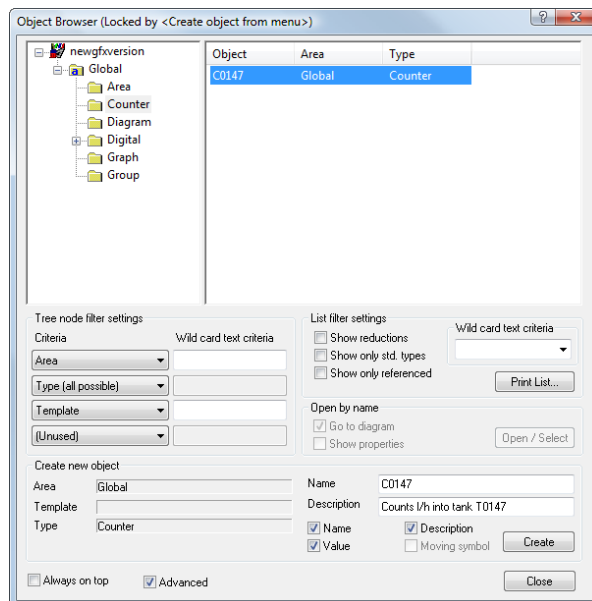 Object Browser (Locked by <Create object from menu>)
newgfxversion
Global
Area
Counter
Diagram
Digital
Graph
Group
Object Area Type
C0147 Global Counter
Tree node filter settings
Criteria Wild card text criteria
Area
Type (all possible)
Template
(Unused)
List filter settings
Show reductions
Show only std. types
Show only referenced
Wild card text criteria
Print List...
Open by name
Go to diagram
Show properties
Open / Select
Create new object
Area Global
Template
Type Counter
Name C0147
Description Counts l/h into tank T0147
Name Description
Value Moving symbol
Create
Always on top Advanced
Close